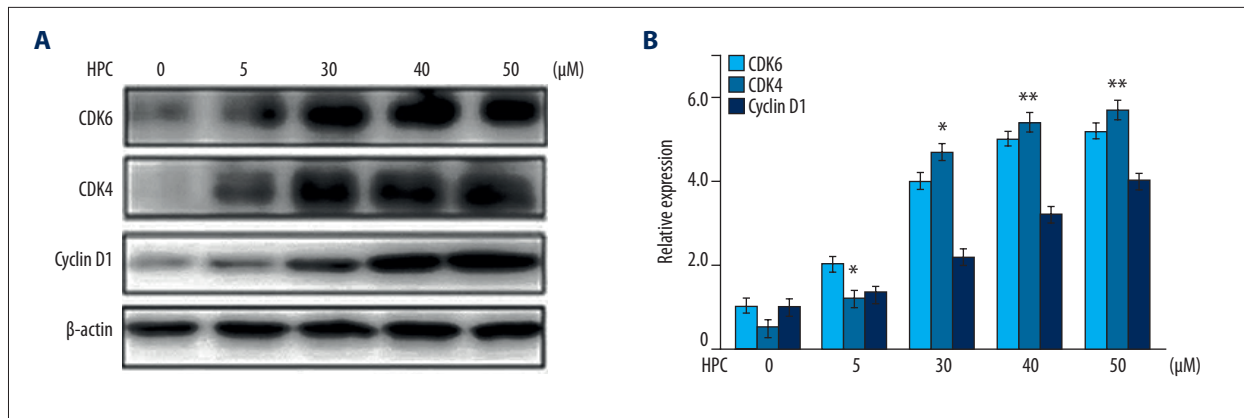 A
HPC 0 5 30 40 50 (μM)
CDK6
CDK4
Cyclin D1
β-actin
B
CDK6
CDK4
Cyclin D1
Relative expression
6.0
4.0
2.0
0
* * ** **
HPC 0 5 30 40 50 (μM)